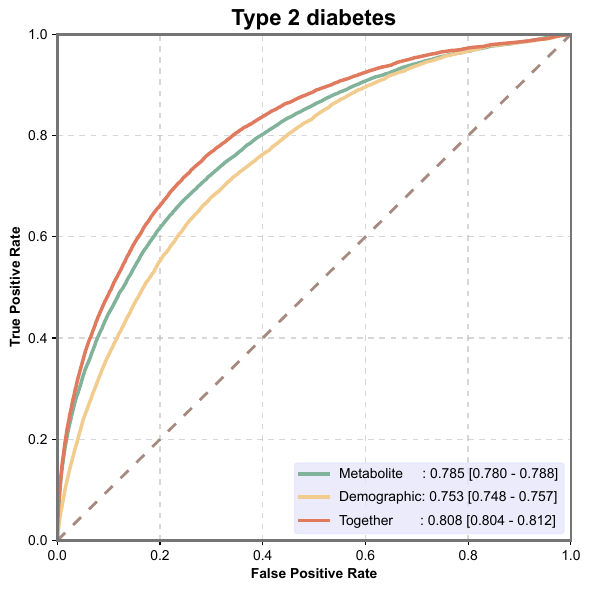 Type 2 diabetes
1.0
0.8
0.6
0.4
0.2
0.0
True Positive Rate
Metabolite : 0.785 [0.780 - 0.788]
Demographic: 0.753 [0.748 - 0.757]
Together : 0.808 [0.804 - 0.812]
0.0 0.2 0.4 0.6 0.8 1.0
False Positive Rate